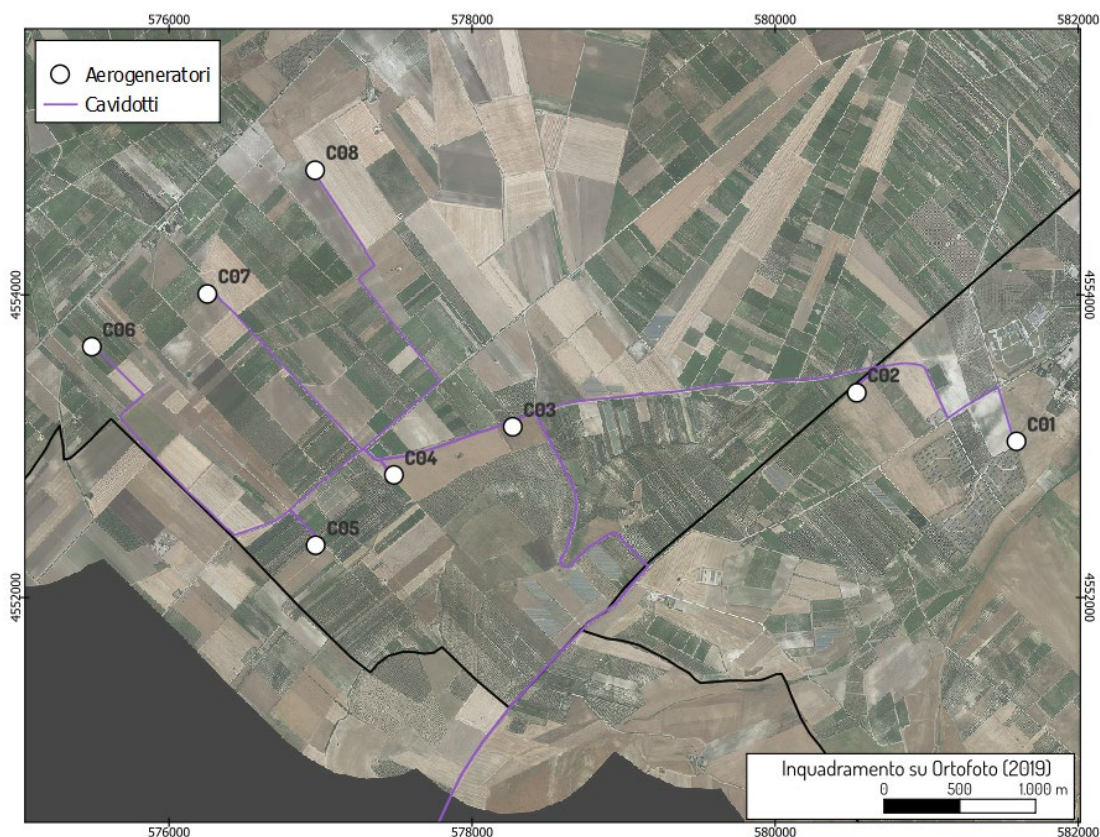 576000
578000
580000
582000
Aerogeneratori
Cavidotti
C08
C07
C06
4554000
4554000
C02
C03
C01
C04
C05
4552000
4552000
Inquadramento su Ortofoto (2019)
0 500 1.000 m
576000
578000
580000
582000